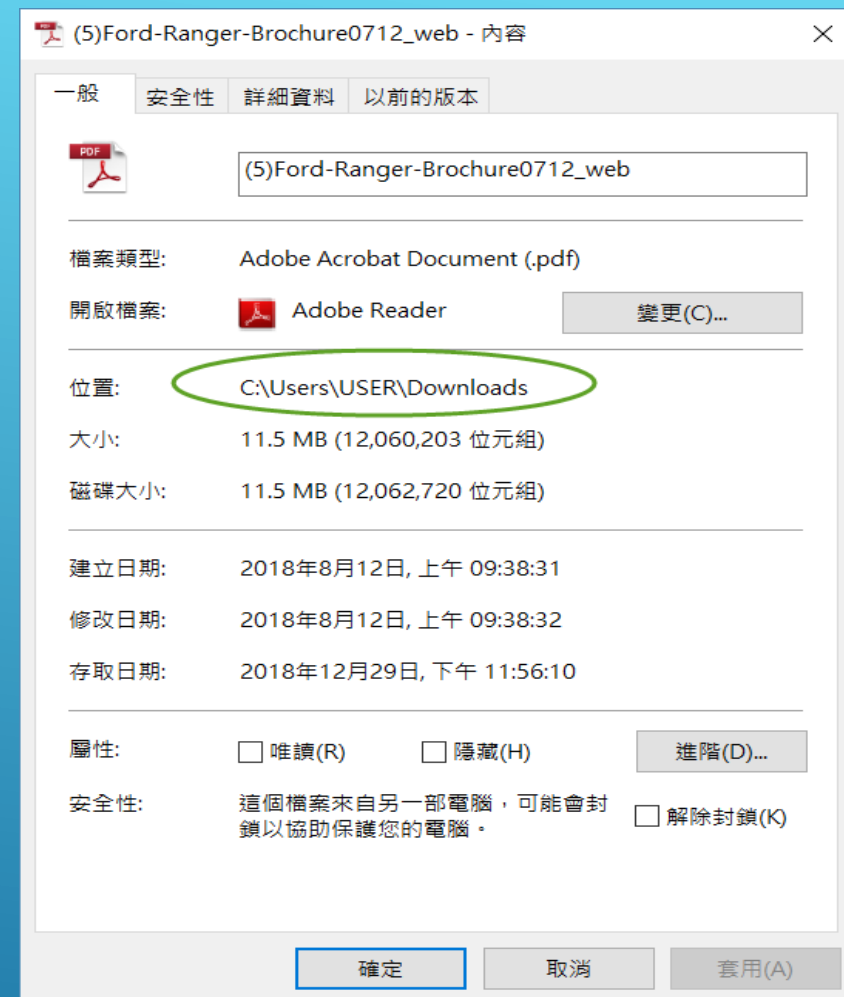 (5)Ford-Ranger-Brochure0712_web - 內容
一般 安全性 詳細資料 以前的版本
PDF
(5)Ford-Ranger-Brochure0712_web
檔案類型: Adobe Acrobat Document (.pdf)
開啟檔案: Adobe Reader 變更(C)...
位置: C:\Users\USER\Downloads
大小: 11.5 MB (12,060,203 位元組)
磁碟大小: 11.5 MB (12,062,720 位元組)
建立日期: 2018年8月12日, 上午 09:38:31
修改日期: 2018年8月12日, 上午 09:38:32
存取日期: 2018年12月29日, 下午 11:56:10
屬性: 唯讀(R) 隱藏(H) 進階(D)...
安全性: 這個檔案來自另一部電腦，可能會封
鎖以協助保護您的電腦。 解除封鎖(K)
確定 取消 套用(A)